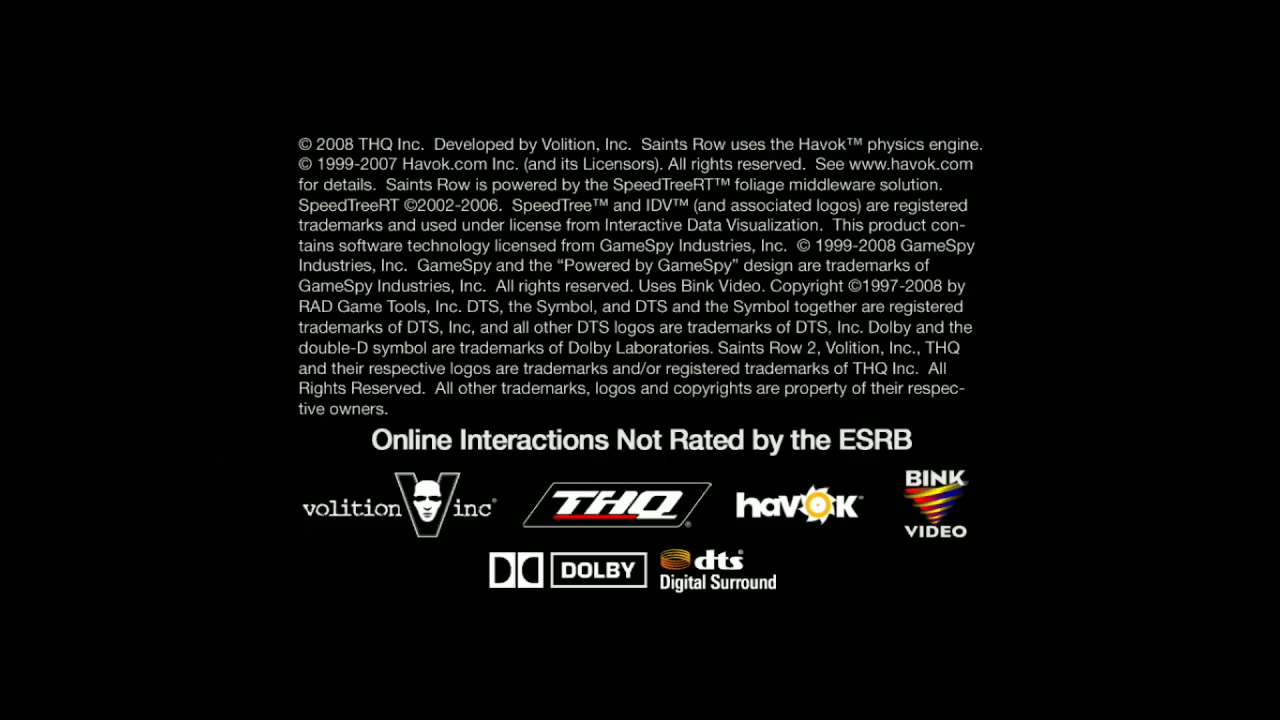 © 2008 THQ Inc.  Developed by Volition, Inc.  Saints Row uses the Havok™ physics engine.
© 1999-2007 Havok.com Inc. (and its Licensors). All rights reserved.  See www.havok.com
for details.  Saints Row is powered by the SpeedTreeRT™ foliage middleware solution.
SpeedTreeRT ©2002-2006.  SpeedTree™ and IDV™ (and associated logos) are registered
trademarks and used under license from Interactive Data Visualization.  This product con-
tains software technology licensed from GameSpy Industries, Inc.  © 1999-2008 GameSpy
Industries, Inc.  GameSpy and the “Powered by GameSpy” design are trademarks of
GameSpy Industries, Inc.  All rights reserved. Uses Bink Video. Copyright ©1997-2008 by
RAD Game Tools, Inc. DTS, the Symbol, and DTS and the Symbol together are registered
trademarks of DTS, Inc, and all other DTS logos are trademarks of DTS, Inc. Dolby and the
double-D symbol are trademarks of Dolby Laboratories. Saints Row 2, Volition, Inc., THQ
and their respective logos are trademarks and/or registered trademarks of THQ Inc.  All
Rights Reserved.  All other trademarks, logos and copyrights are property of their respec-
tive owners.
Online Interactions Not Rated by the ESRB
volition V inc®
THQ®
havok™
BINK
VIDEO
DOLBY
dts®
Digital Surround